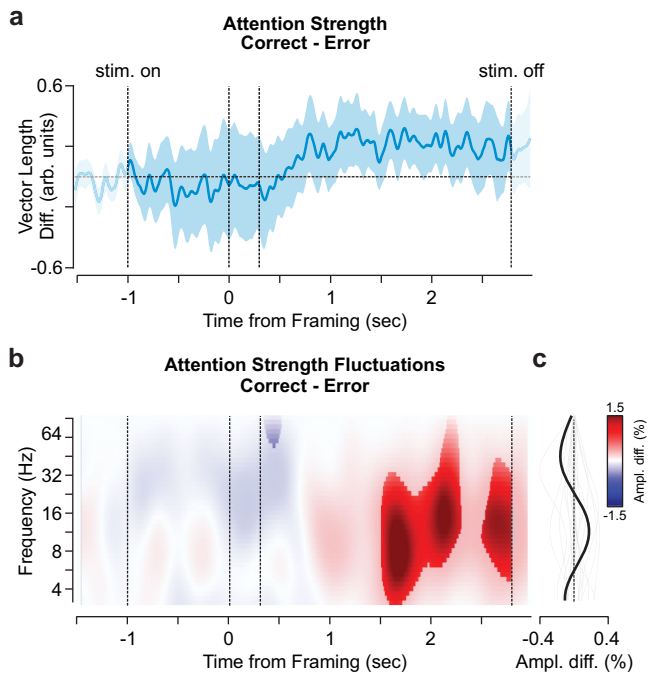 a
Attention Strength
Correct - Error
stim. on
stim. off
0.6
-0.6
Vector Length
Diff. (arb. units)
-1
0
1
2
Time from Framing (sec)
b
Attention Strength Fluctuations
Correct - Error
64
32
16
8
4
Frequency (Hz)
-1
0
1
2
Time from Framing (sec)
c
1.5
-1.5
Ampl. diff. (%)
-0.4
0.4
Ampl. diff. (%)